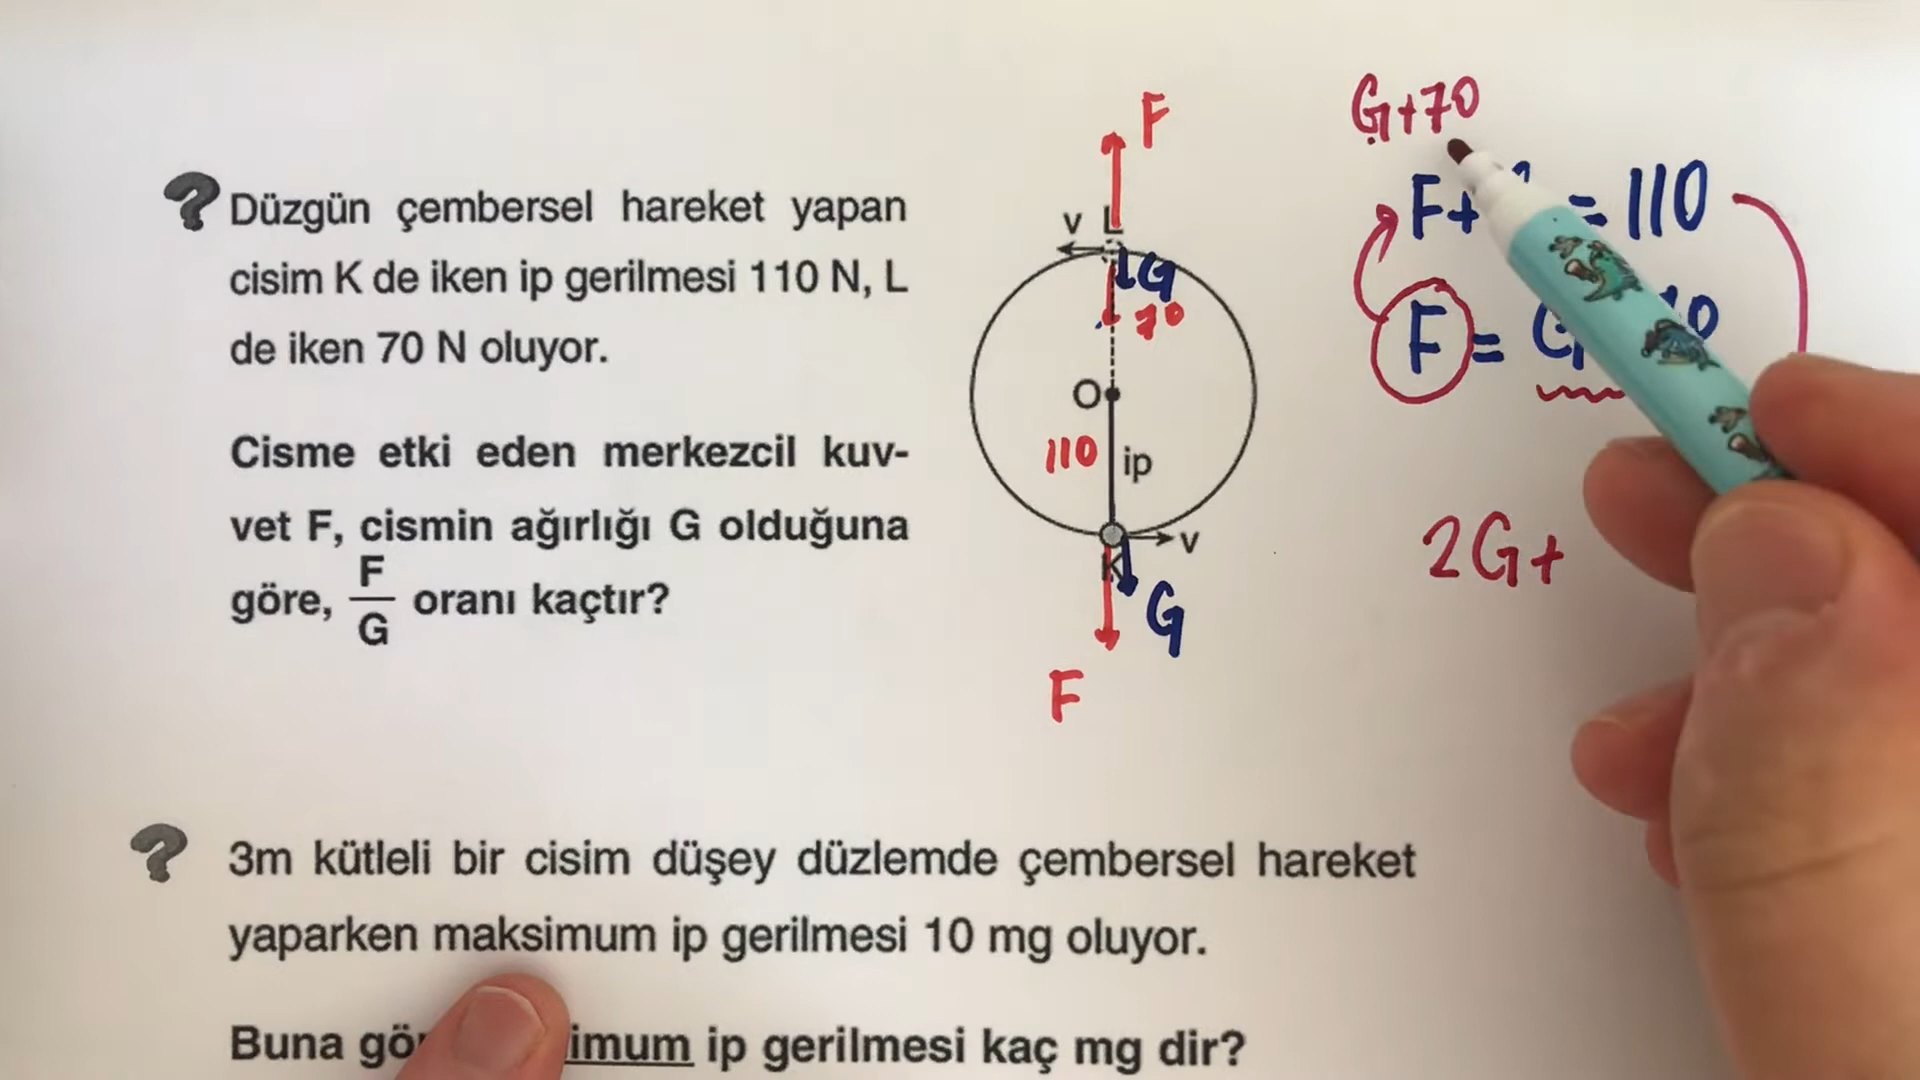 ? Düzgün çembersel hareket yapan
cisim K de iken ip gerilmesi 110 N, L
de iken 70 N oluyor.
Cisme etki eden merkezcil kuv-
vet F, cismin ağırlığı G olduğuna
göre, F/G oranı kaçtır?
F
v L
G
70
O
110 ip
K v
G
F
G+70
F+ = 110
F =
2G+
? 3m kütleli bir cisim düşey düzlemde çembersel hareket
yaparken maksimum ip gerilmesi 10 mg oluyor.
Buna ip gerilmesi kaç mg dir?